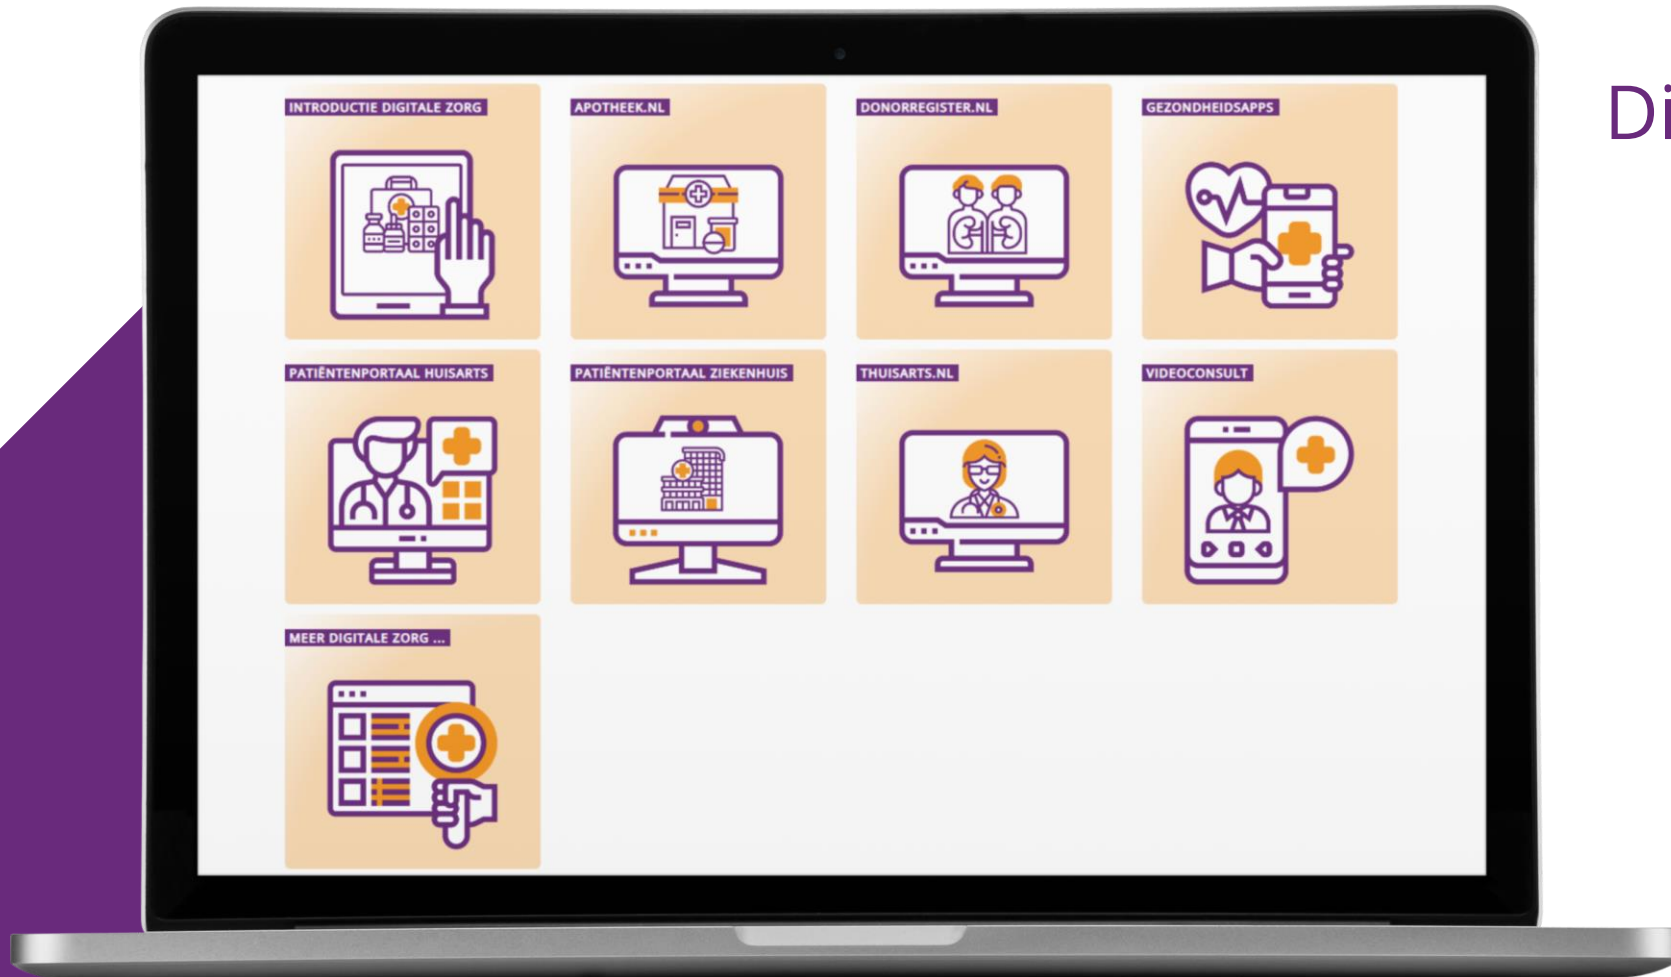 INTRODUCTIE DIGITALE ZORG
APOTHEEK.NL
DONORREGISTER.NL
GEZONDHEIDSAPPS
PATIËNTENPORTAAL HUISARTS
PATIËNTENPORTAAL ZIEKENHUIS
THUISARTS.NL
VIDEOCONSULT
MEER DIGITALE ZORG ...
Di